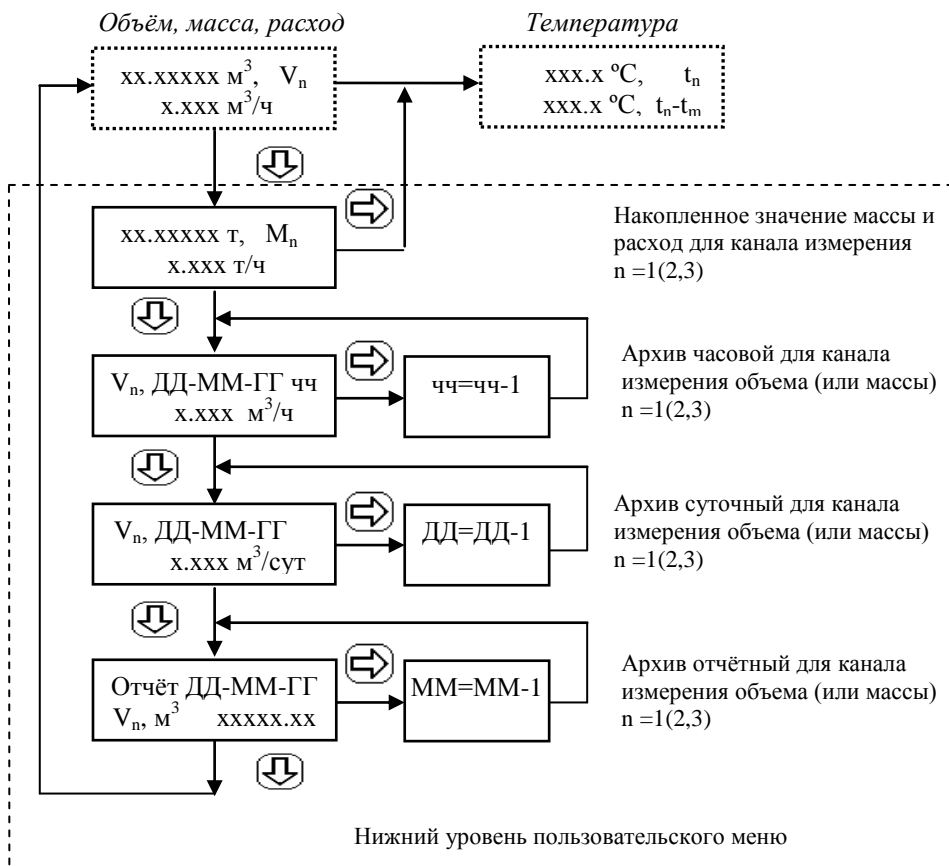 Объём, масса, расход
Температура
xx.xxxxx м³, Vn
x.xxx м³/ч
xxx.x ºC, tn
xxx.x ºC, tn-tm
xx.xxxxx т, Mn
x.xxx т/ч
Накопленное значение массы и
расход для канала измерения
n =1(2,3)
Vn, ДД-ММ-ГГ чч
x.xxx м³/ч
чч=чч-1
Архив часовой для канала
измерения объема (или массы)
n =1(2,3)
Vn, ДД-ММ-ГГ
x.xxx м³/сут
ДД=ДД-1
Архив суточный для канала
измерения объема (или массы)
n =1(2,3)
Отчёт ДД-ММ-ГГ
Vn, м³ xxxxx.xx
ММ=ММ-1
Архив отчётный для канала
измерения объема (или массы)
n =1(2,3)
Нижний уровень пользовательского меню